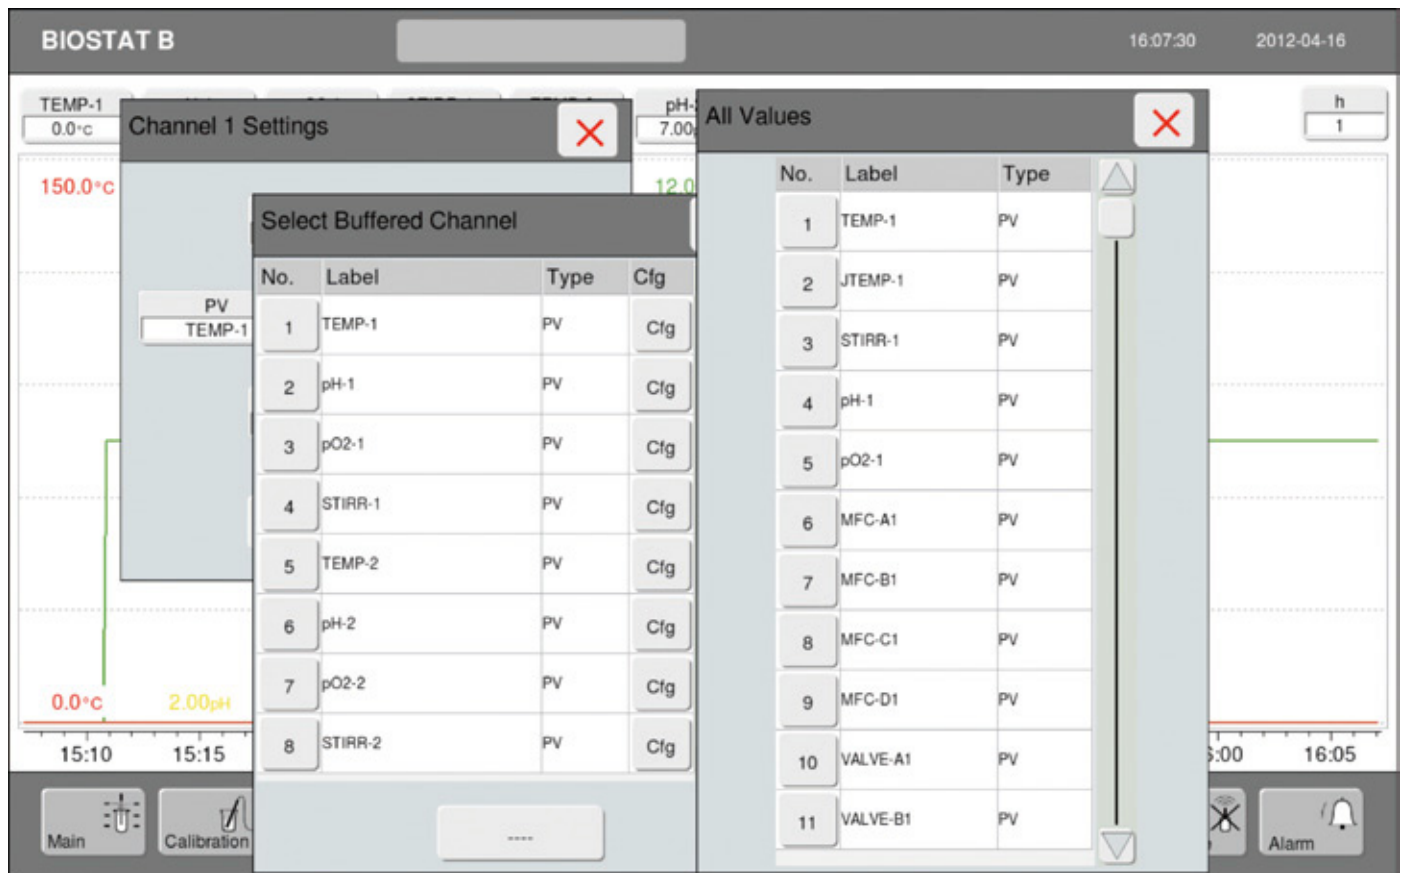 BIOSTAT B
16:07:30 2012-04-16
TEMP-1
0.0°C
pH-
7.00
h
1
Channel 1 Settings
All Values
150.0°C
12.0
PV
TEMP-1
Select Buffered Channel
No. Label Type Cfg
1 TEMP-1 PV Cfg
2 pH-1 PV Cfg
3 pO2-1 PV Cfg
4 STIRR-1 PV Cfg
5 TEMP-2 PV Cfg
6 pH-2 PV Cfg
7 pO2-2 PV Cfg
8 STIRR-2 PV Cfg
----
No. Label Type
1 TEMP-1 PV
2 JTEMP-1 PV
3 STIRR-1 PV
4 pH-1 PV
5 pO2-1 PV
6 MFC-A1 PV
7 MFC-B1 PV
8 MFC-C1 PV
9 MFC-D1 PV
10 VALVE-A1 PV
11 VALVE-B1 PV
0.0°C 2.00pH
15:10 15:15 :00 16:05
Main Calibration Alarm